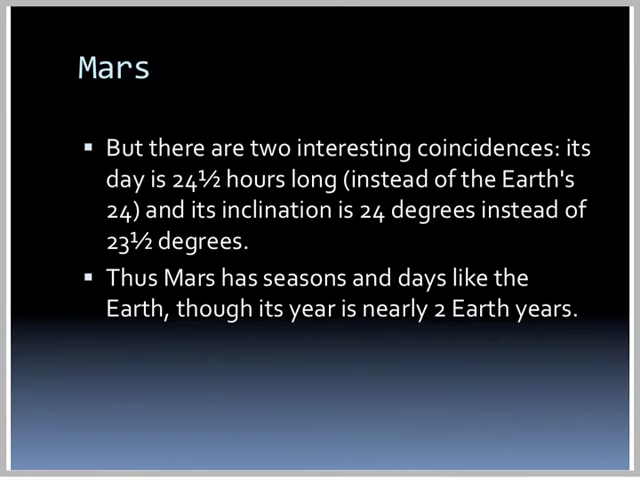 Mars
▪ But there are two interesting coincidences: its
day is 24½ hours long (instead of the Earth's
24) and its inclination is 24 degrees instead of
23½ degrees.
▪ Thus Mars has seasons and days like the
Earth, though its year is nearly 2 Earth years.